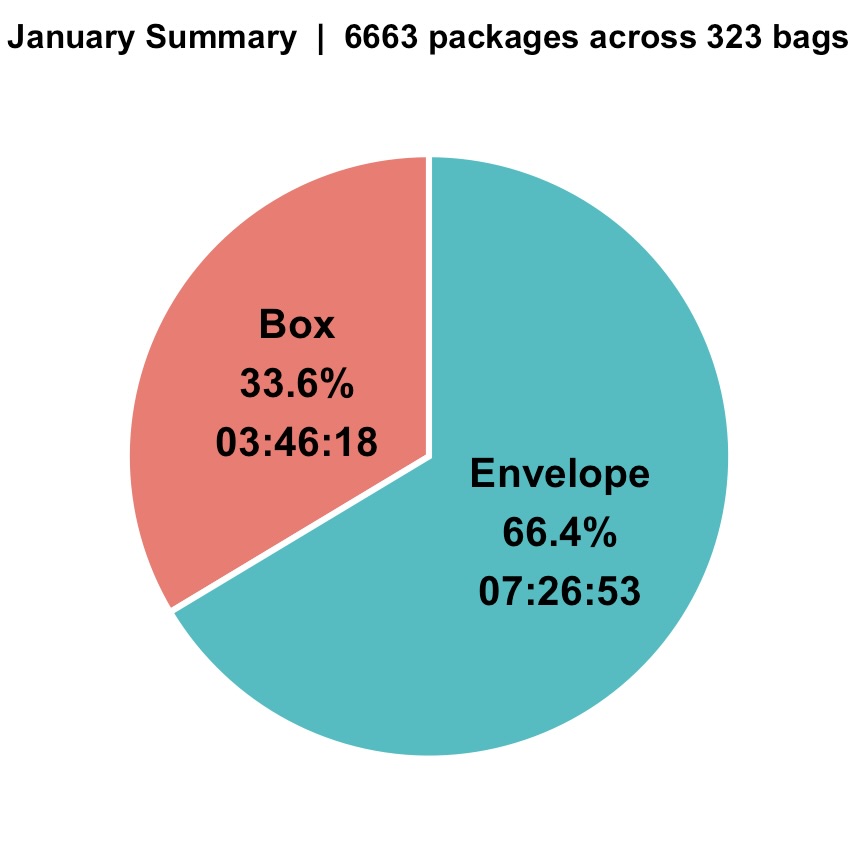 January Summary  |  6663 packages across 323 bags
Box
33.6%
03:46:18
Envelope
66.4%
07:26:53